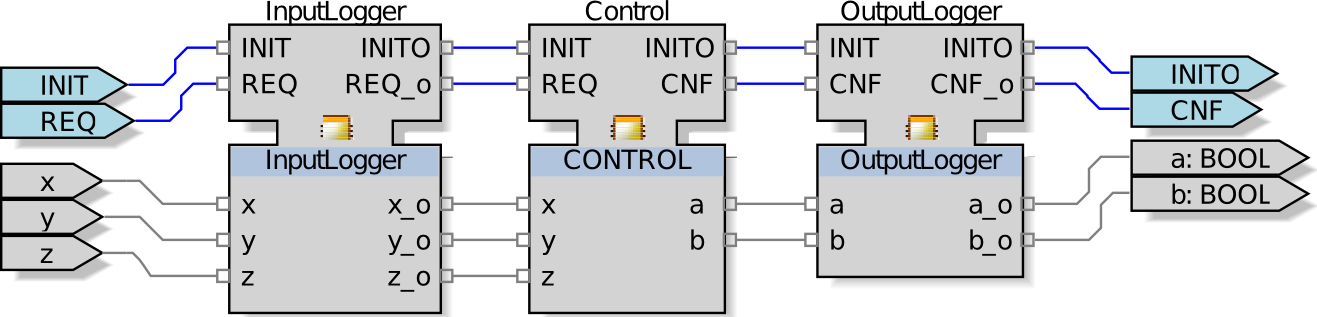 InputLogger Control OutputLogger
INIT INITO INIT INITO INIT INITO
INIT REQ REQ_o REQ CNF CNF CNF_o INITO
REQ CNF
InputLogger CONTROL OutputLogger a: BOOL
x b: BOOL
x x_o x a a a_o
y
y y_o y b b b_o
z
z z_o z